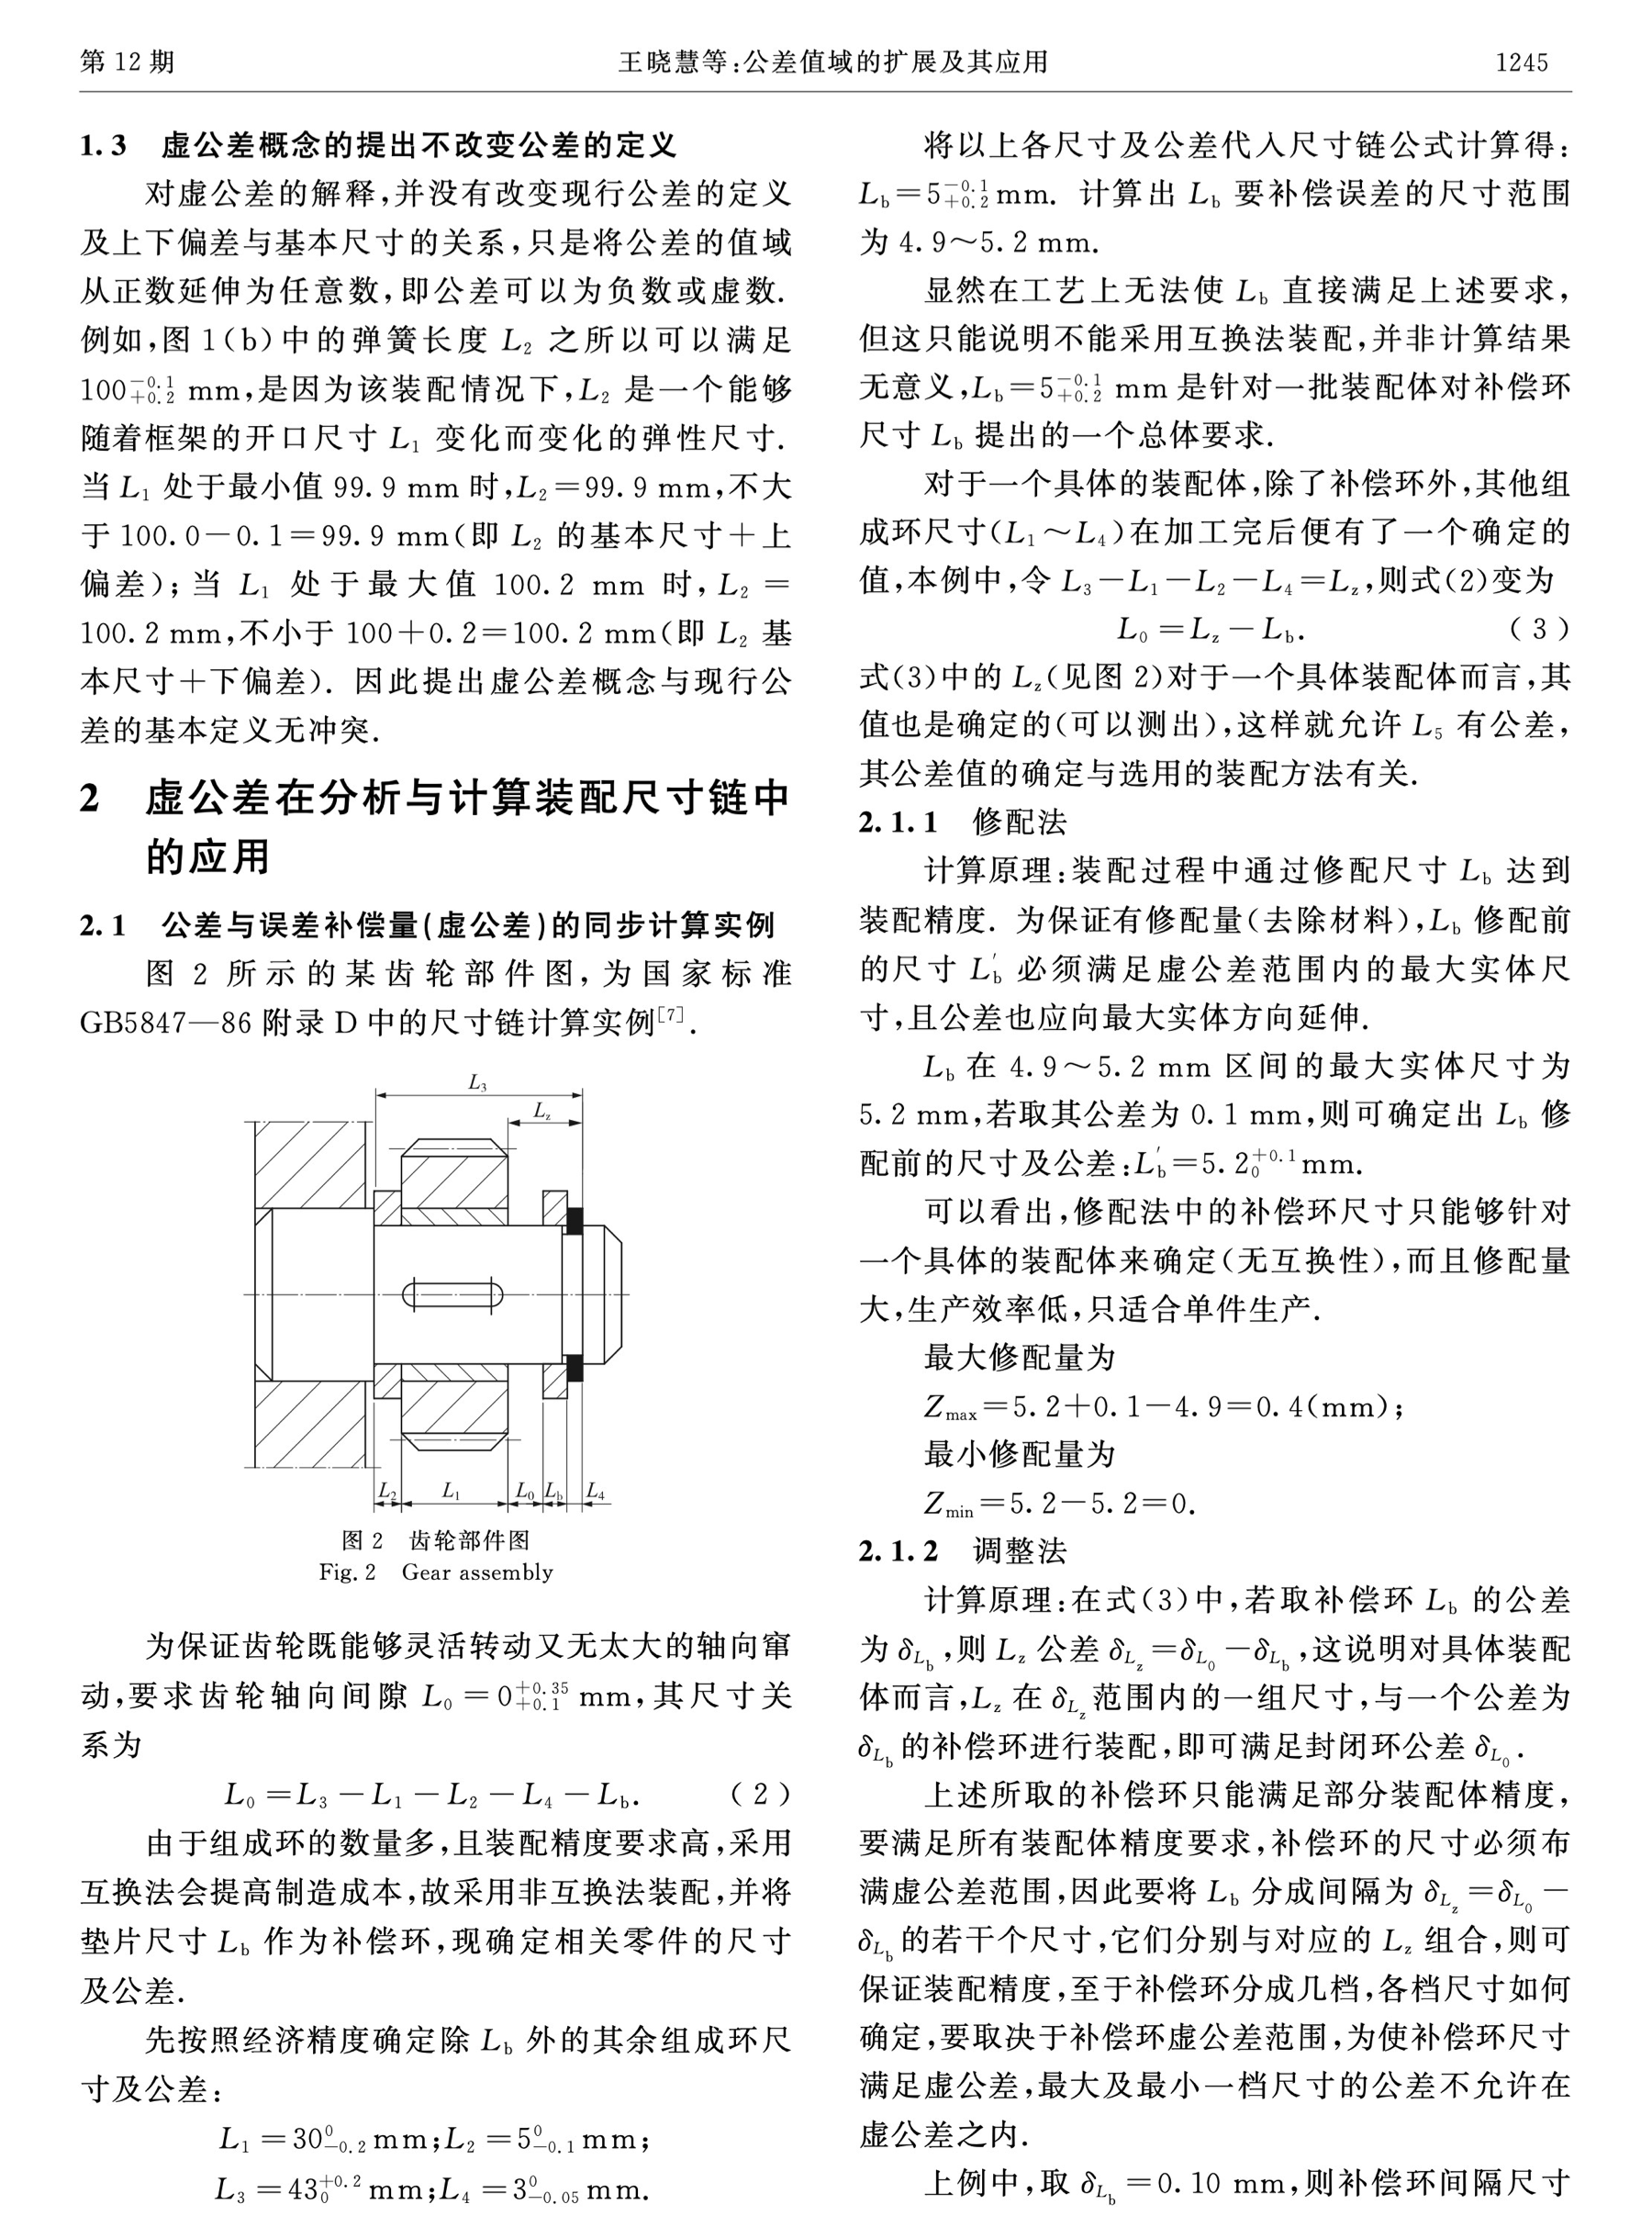 第 12 期 王晓慧等:公差值域的扩展及其应用 1245
1.3 虚公差概念的提出不改变公差的定义
对虚公差的解释,并没有改变现行公差的定义
及上下偏差与基本尺寸的关系,只是将公差的值域
从正数延伸为任意数,即公差可以为负数或虚数.
例如,图 1(b)中的弹簧长度 L₂ 之所以可以满足
100₊₀.₂⁻⁰·¹ mm,是因为该装配情况下,L₂ 是一个能够
随着框架的开口尺寸 L₁ 变化而变化的弹性尺寸.
当 L₁ 处于最小值 99.9 mm 时,L₂=99.9 mm,不大
于 100.0-0.1=99.9 mm(即 L₂ 的基本尺寸+上
偏差);当 L₁ 处于最大值 100.2 mm 时,L₂=
100.2 mm,不小于 100+0.2=100.2 mm(即 L₂ 基
本尺寸+下偏差). 因此提出虚公差概念与现行公
差的基本定义无冲突.
2 虚公差在分析与计算装配尺寸链中
的应用
2.1 公差与误差补偿量(虚公差)的同步计算实例
图 2 所示的某齿轮部件图,为国家标准
GB5847—86 附录 D 中的尺寸链计算实例[7].
L₃
L_z
L₂ L₁ L₀ L_b L₄
图 2 齿轮部件图
Fig. 2 Gear assembly
为保证齿轮既能够灵活转动又无太大的轴向窜
动,要求齿轮轴向间隙 L₀=0₊₀.₁⁺⁰·³⁵ mm,其尺寸关
系为
L₀=L₃-L₁-L₂-L₄-L_b. (2)
由于组成环的数量多,且装配精度要求高,采用
互换法会提高制造成本,故采用非互换法装配,并将
垫片尺寸 L_b 作为补偿环,现确定相关零件的尺寸
及公差.
先按照经济精度确定除 L_b 外的其余组成环尺
寸及公差:
L₁=30₋₀.₂⁰ mm;L₂=5₋₀.₁⁰ mm;
L₃=43₀⁺⁰·² mm;L₄=3₋₀.₀₅⁰ mm.
将以上各尺寸及公差代入尺寸链公式计算得:
L_b=5₊₀.₂⁻⁰·¹ mm. 计算出 L_b 要补偿误差的尺寸范围
为 4.9～5.2 mm.
显然在工艺上无法使 L_b 直接满足上述要求,
但这只能说明不能采用互换法装配,并非计算结果
无意义,L_b=5₊₀.₂⁻⁰·¹ mm 是针对一批装配体对补偿环
尺寸 L_b 提出的一个总体要求.
对于一个具体的装配体,除了补偿环外,其他组
成环尺寸(L₁～L₄)在加工完后便有了一个确定的
值,本例中,令 L₃-L₁-L₂-L₄=L_z,则式(2)变为
L₀=L_z-L_b. (3)
式(3)中的 L_z(见图 2)对于一个具体装配体而言,其
值也是确定的(可以测出),这样就允许 L₅ 有公差,
其公差值的确定与选用的装配方法有关.
2.1.1 修配法
计算原理:装配过程中通过修配尺寸 L_b 达到
装配精度. 为保证有修配量(去除材料),L_b 修配前
的尺寸 L′_b 必须满足虚公差范围内的最大实体尺
寸,且公差也应向最大实体方向延伸.
L_b 在 4.9～5.2 mm 区间的最大实体尺寸为
5.2 mm,若取其公差为 0.1 mm,则可确定出 L_b 修
配前的尺寸及公差:L′_b=5.2₀⁺⁰·¹ mm.
可以看出,修配法中的补偿环尺寸只能够针对
一个具体的装配体来确定(无互换性),而且修配量
大,生产效率低,只适合单件生产.
最大修配量为
Z_max=5.2+0.1-4.9=0.4(mm);
最小修配量为
Z_min=5.2-5.2=0.
2.1.2 调整法
计算原理:在式(3)中,若取补偿环 L_b 的公差
为 δ_{L_b},则 L_z 公差 δ_{L_z}=δ_{L₀}-δ_{L_b},这说明对具体装配
体而言,L_z 在 δ_{L_z} 范围内的一组尺寸,与一个公差为
δ_{L_b} 的补偿环进行装配,即可满足封闭环公差 δ_{L₀}.
上述所取的补偿环只能满足部分装配体精度,
要满足所有装配体精度要求,补偿环的尺寸必须布
满虚公差范围,因此要将 L_b 分成间隔为 δ_{L_z}=δ_{L₀}-
δ_{L_b} 的若干个尺寸,它们分别与对应的 L_z 组合,则可
保证装配精度,至于补偿环分成几档,各档尺寸如何
确定,要取决于补偿环虚公差范围,为使补偿环尺寸
满足虚公差,最大及最小一档尺寸的公差不允许在
虚公差之内.
上例中,取 δ_{L_b}=0.10 mm,则补偿环间隔尺寸